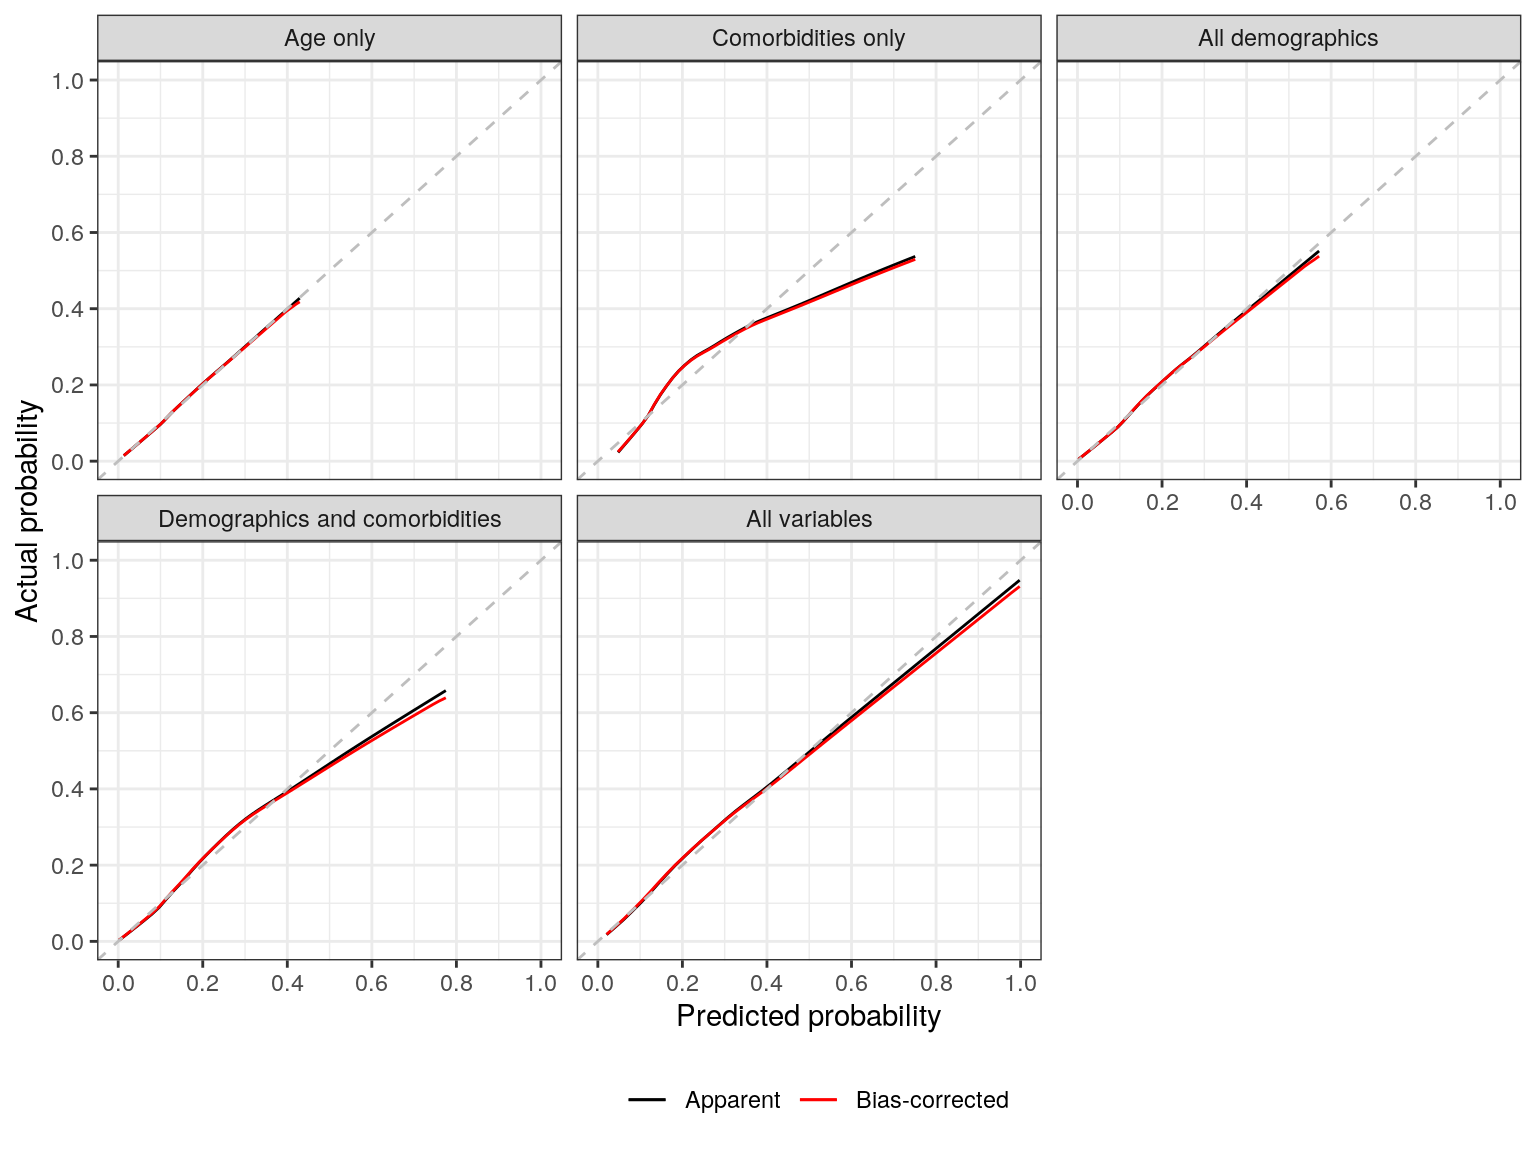 Age only
Comorbidities only
All demographics
1.0
0.8
0.6
0.4
0.2
0.0
0.0 0.2 0.4 0.6 0.8 1.0
Actual probability
Demographics and comorbidities
All variables
1.0
0.8
0.6
0.4
0.2
0.0
0.0 0.2 0.4 0.6 0.8 1.0
0.0 0.2 0.4 0.6 0.8 1.0
Predicted probability
Apparent
Bias-corrected